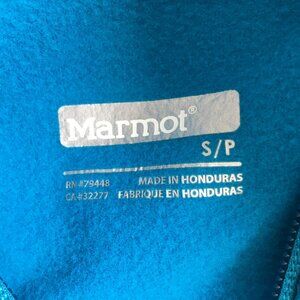 Marmot®
S/P
RN#79448 MADE IN HONDURAS
CA#32277 FABRIQUE EN HONDURAS